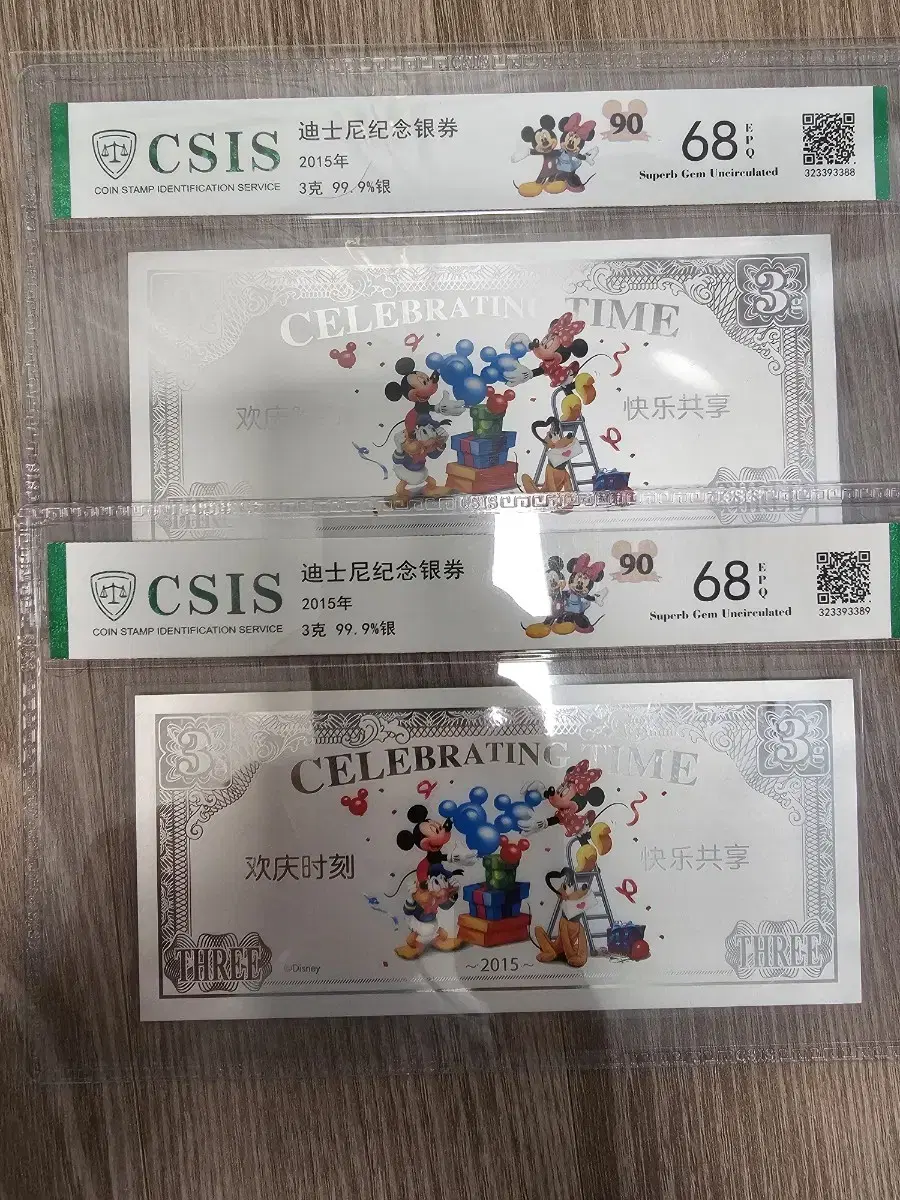 CSIS
COIN STAMP IDENTIFICATION SERVICE
迪士尼纪念银券
2015年
3克 99.9%银
90
68
EPQ
Superb Gem Uncirculated
323393388
3g
CELEBRATING TIME
欢庆
快乐共享
THREE
CSIS
CSIS
COIN STAMP IDENTIFICATION SERVICE
迪士尼纪念银券
2015年
3克 99.9%银
90
68
EPQ
Superb Gem Uncirculated
323393389
3g
3g
CELEBRATING TIME
欢庆时刻
快乐共享
THREE
©Disney
~2015~
THREE
CSIS